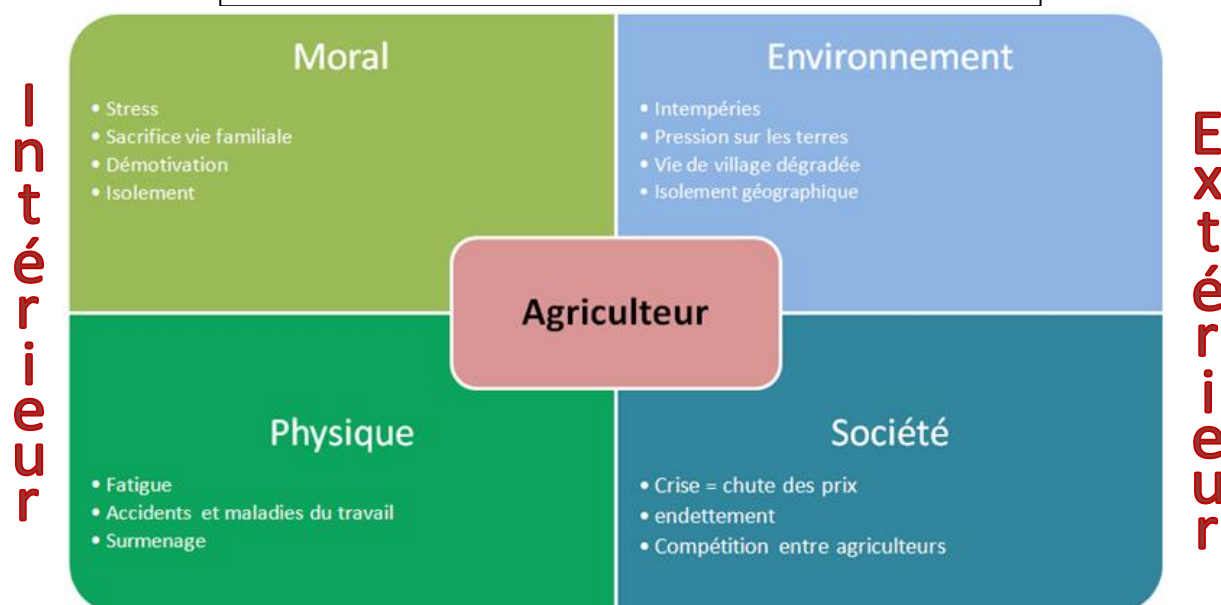 Intérieur
Moral
• Stress
• Sacrifice vie familiale
• Démotivation
• Isolement
Environnement
• Intempéries
• Pression sur les terres
• Vie de village dégradée
• Isolement géographique
Agriculteur
Physique
• Fatigue
• Accidents et maladies du travail
• Surmenage
Société
• Crise = chute des prix
• endettement
• Compétition entre agriculteurs
Extérieur